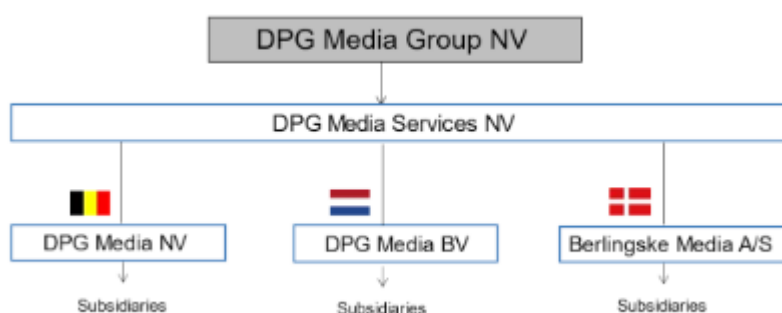 DPG Media Group NV
DPG Media Services NV
DPG Media NV
DPG Media BV
Berlingske Media A/S
Subsidiaries
Subsidiaries
Subsidiaries